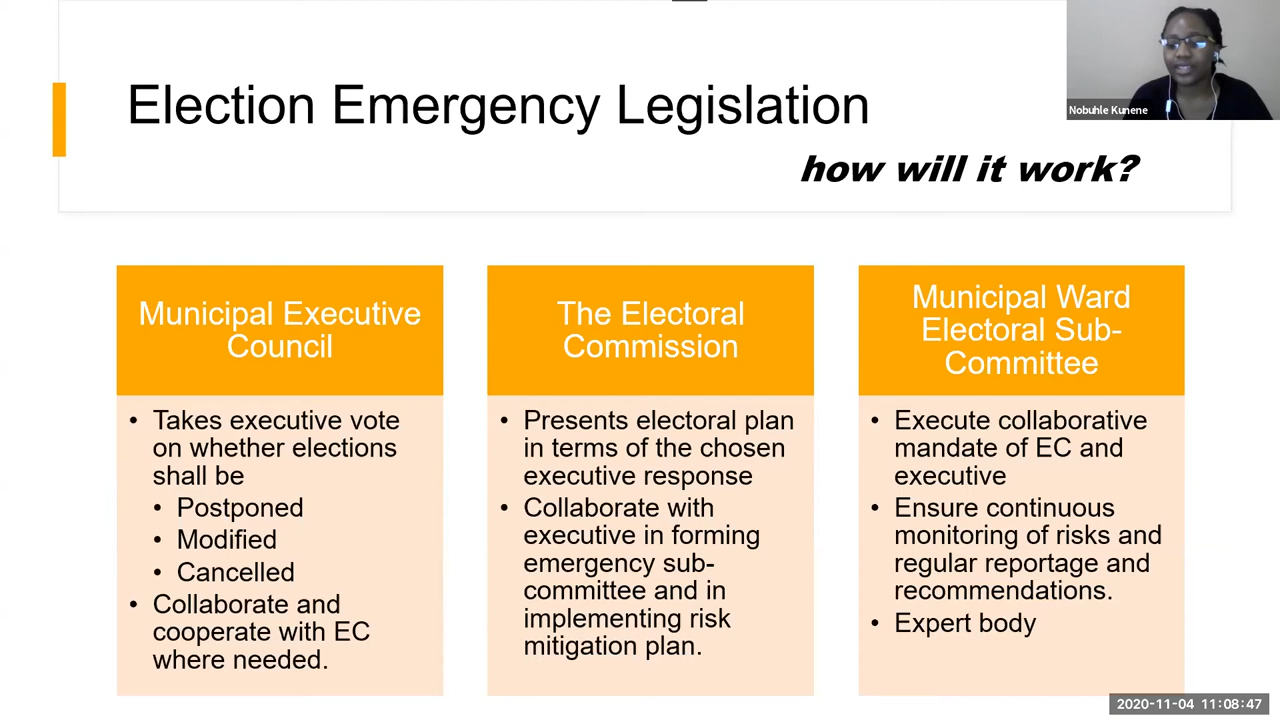 Election Emergency Legislation
how will it work?
Nobuhle Kunene
Municipal Executive
Council
• Takes executive vote
on whether elections
shall be
• Postponed
• Modified
• Cancelled
• Collaborate and
cooperate with EC
where needed.
The Electoral
Commission
• Presents electoral plan
in terms of the chosen
executive response
• Collaborate with
executive in forming
emergency sub-
committee and in
implementing risk
mitigation plan.
Municipal Ward
Electoral Sub-
Committee
• Execute collaborative
mandate of EC and
executive
• Ensure continuous
monitoring of risks and
regular reportage and
recommendations.
• Expert body
2020-11-04 11:08:47